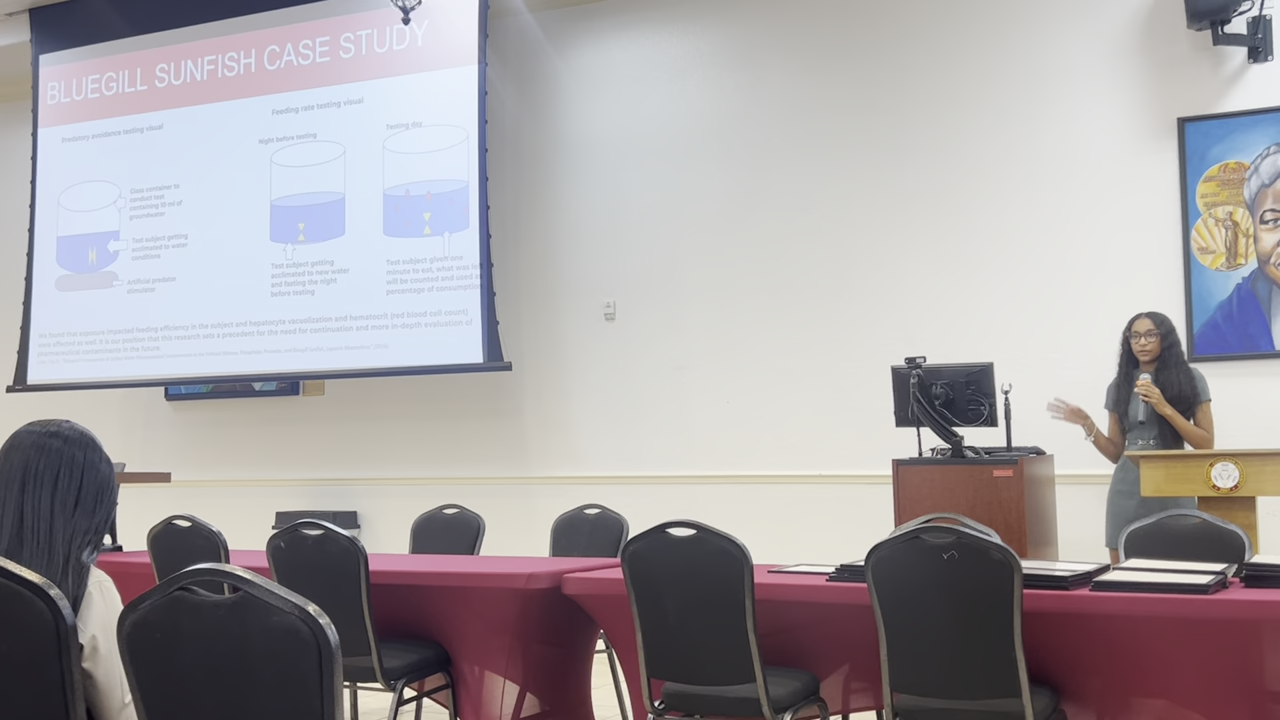 BLUEGILL SUNFISH CASE STUDY
Predatory avoidance testing visual
Feeding rate testing visual
Night before testing
Testing day
Glass container to
conduct test
containing 10 ml of
groundwater
Test subject getting
acclimated to water
conditions
Artificial predator
stimulator
Test subject getting
acclimated to new water
and fasting the night
before testing
Test subject given one
minute to eat, what was left
will be counted and used as
percentage of consumption
We found that exposure impacted feeding efficiency in the subject and hepatocyte vacuolization and hematocrit (red blood cell count)
were affected as well. It is our position that this research sets a precedent for the need for continuation and more in-depth evaluation of
pharmaceutical contaminants in the future.